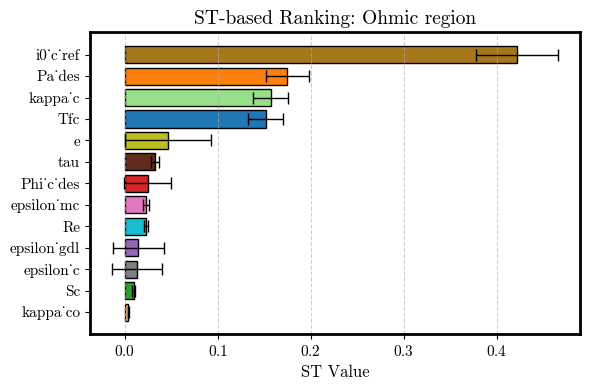 ST-based Ranking: Ohmic region
i0˙c˙ref
Pa˙des
kappa˙c
Tfc
e
tau
Phi˙c˙des
epsilon˙mc
Re
epsilon˙gdl
epsilon˙c
Sc
kappa˙co
0.0 0.1 0.2 0.3 0.4
ST Value